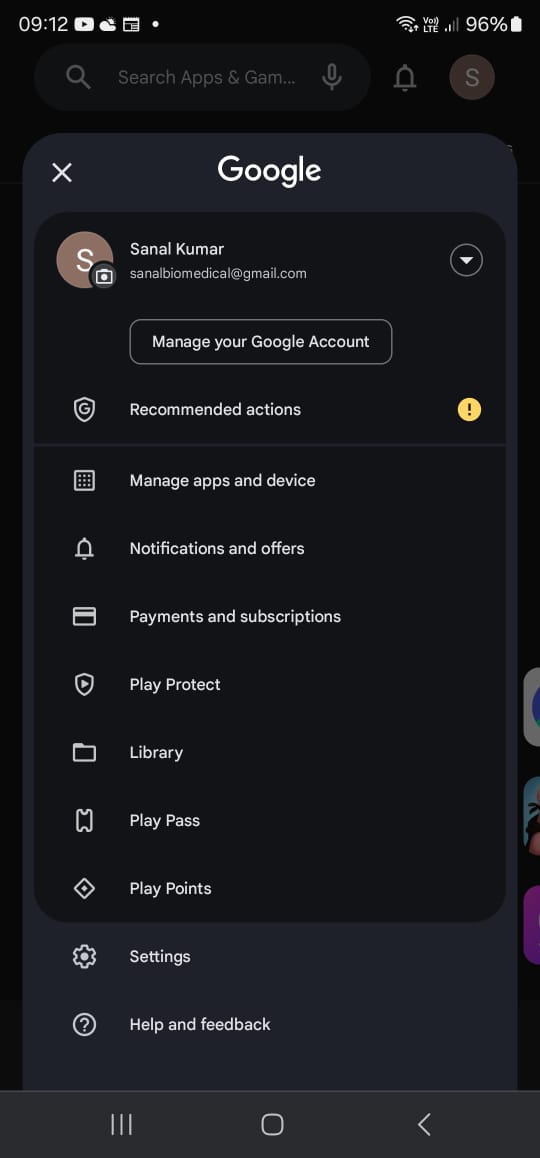 09:12 Vo) LTE 96%
Search Apps & Gam... S
Google
S Sanal Kumar
sanalbiomedical@gmail.com
Manage your Google Account
Recommended actions !
Manage apps and device
Notifications and offers
Payments and subscriptions
Play Protect
Library
Play Pass
Play Points
Settings
Help and feedback